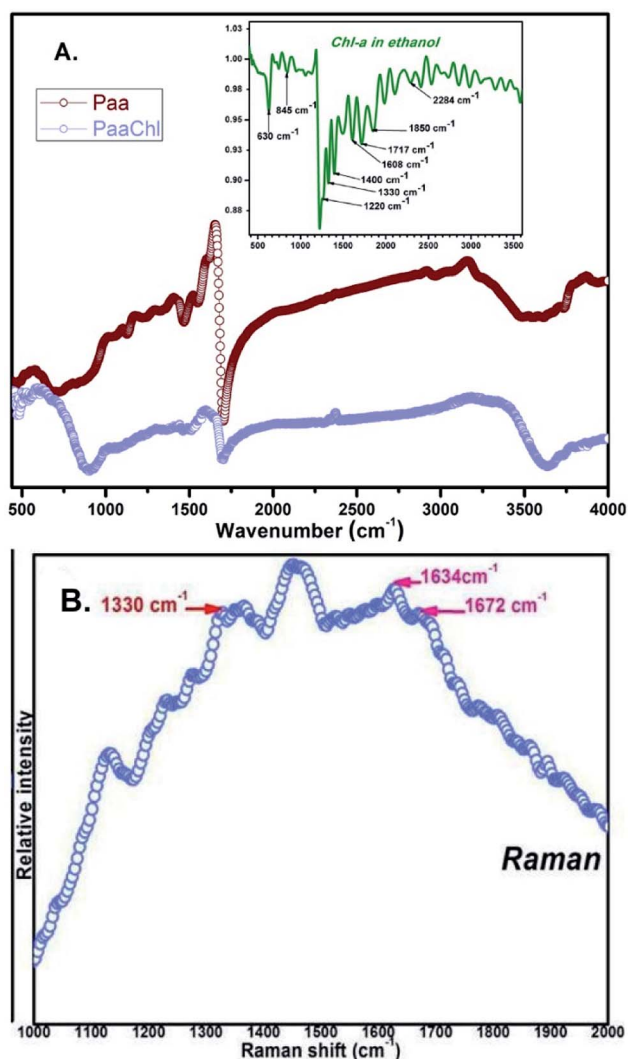 A.
Paa
PaaChl
Chl-a in ethanol
1.03
1.00
0.98
0.95
0.93
0.90
0.88
630 cm⁻¹
845 cm⁻¹
2284 cm⁻¹
1850 cm⁻¹
1717 cm⁻¹
1608 cm⁻¹
1400 cm⁻¹
1330 cm⁻¹
1220 cm⁻¹
400 500 1000 1500 2000 2500 3000 3500
500 1000 1500 2000 2500 3000 3500 4000
Wavenumber (cm⁻¹)
B.
1330 cm⁻¹
1634cm⁻¹
1672 cm⁻¹
Relative intensity
Raman
1000 1100 1200 1300 1400 1500 1600 1700 1800 1900 2000
Raman shift (cm⁻¹)